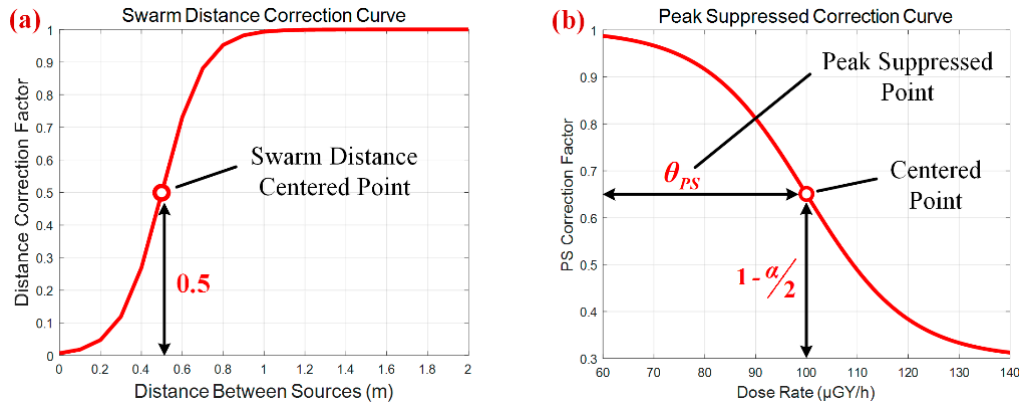 (a)
Swarm Distance Correction Curve
1
0.9
0.8
0.7
0.6
0.5
0.4
0.3
0.2
0.1
0
Distance Correction Factor
Swarm Distance
Centered Point
0.5
0
0.2
0.4
0.6
0.8
1
1.2
1.4
1.6
1.8
2
Distance Between Sources (m)
(b)
Peak Suppressed Correction Curve
1
0.9
0.8
0.7
0.6
0.5
0.4
0.3
PS Correction Factor
Peak Suppressed
Point
θPS
Centered
Point
1-α/2
60
70
80
90
100
110
120
130
140
Dose Rate (µGY/h)